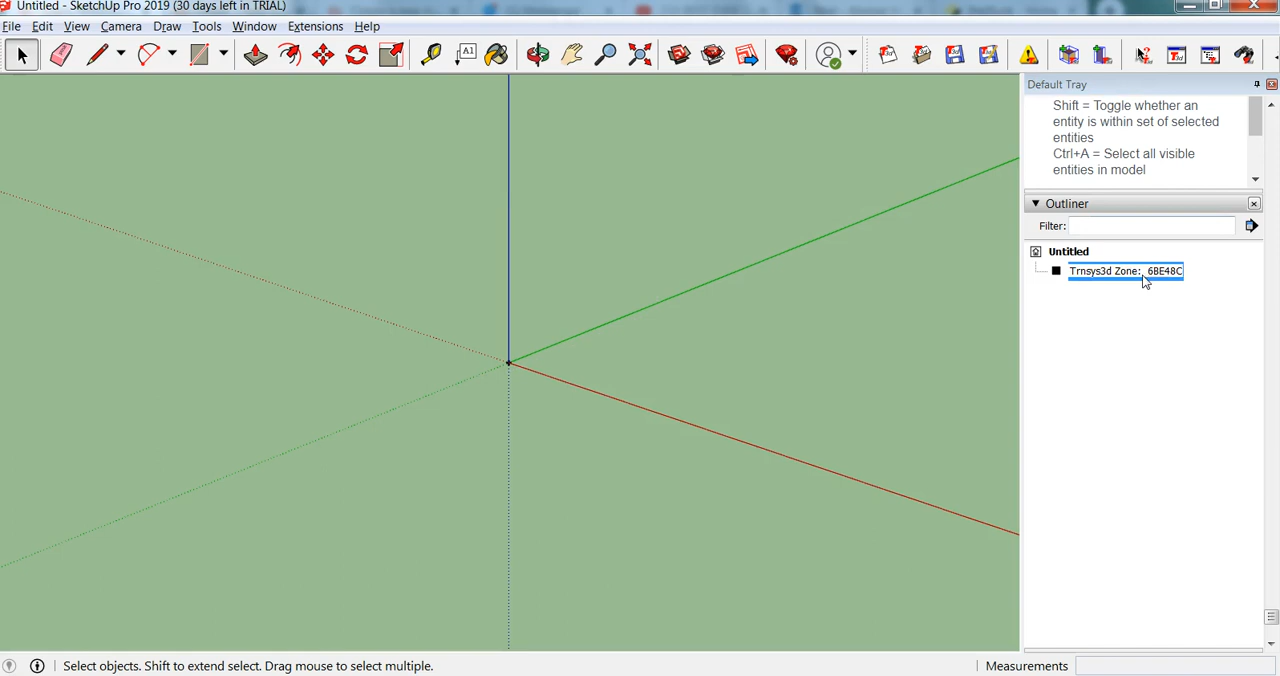 Untitled - SketchUp Pro 2019 (30 days left in TRIAL)
File Edit View Camera Draw Tools Window Extensions Help
A1
Default Tray
Shift = Toggle whether an
entity is within set of selected
entities
Ctrl+A = Select all visible
entities in model
Outliner
Filter:
Untitled
Trnsys3d Zone:_6BE48C
Select objects. Shift to extend select. Drag mouse to select multiple.
Measurements